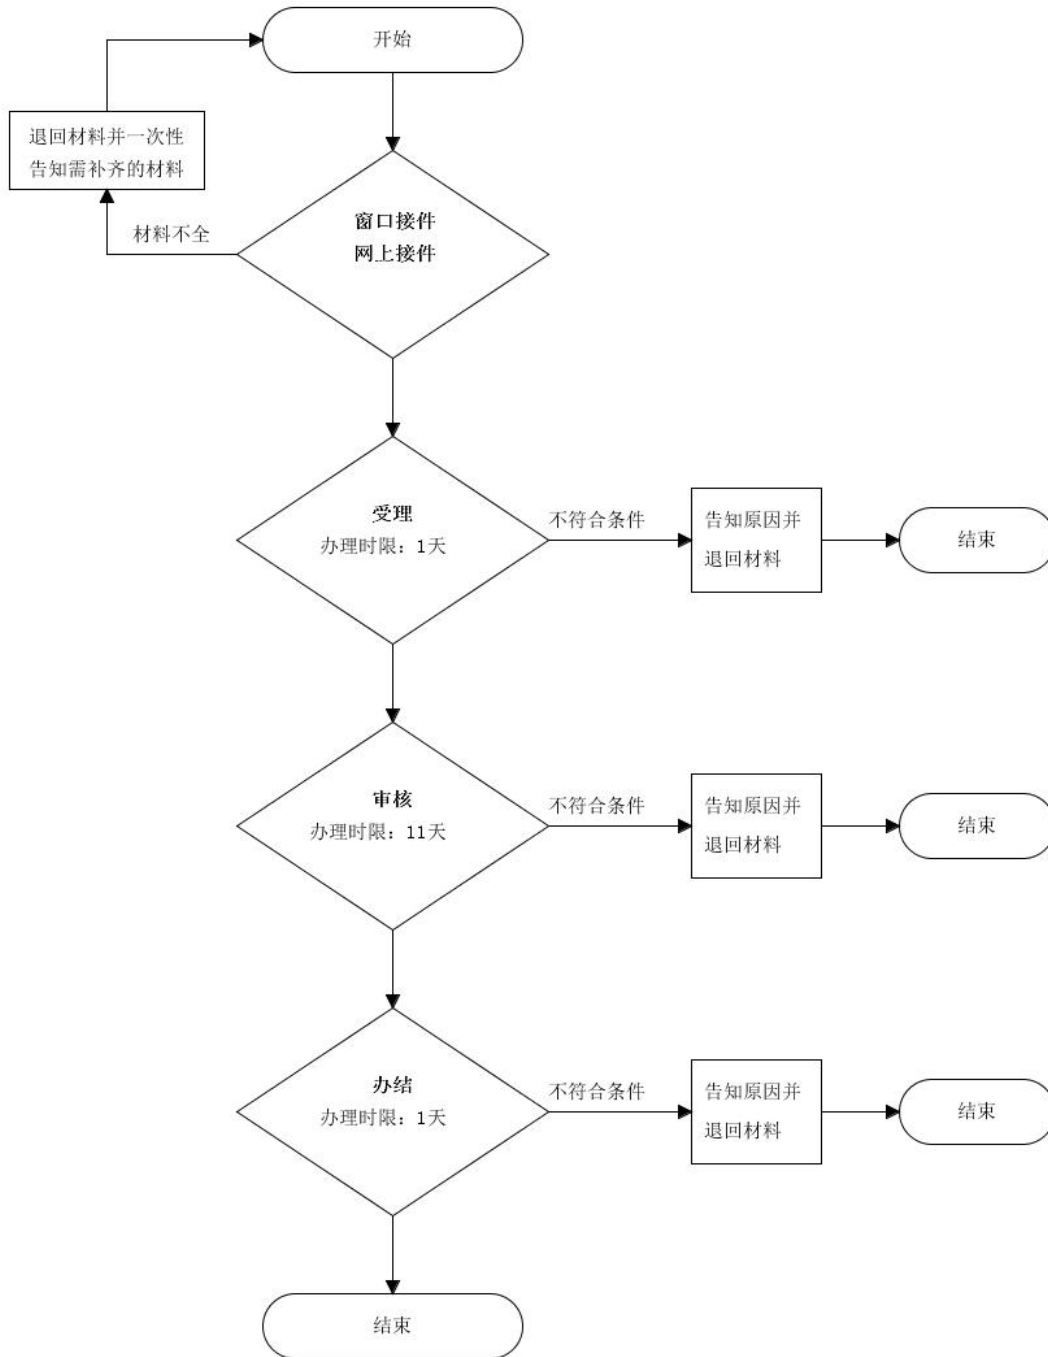 开始
退回材料并一次性
告知需补齐的材料
材料不全
窗口接件
网上接件
受理
办理时限：1天
不符合条件
告知原因并
退回材料
结束
审核
办理时限：11天
不符合条件
告知原因并
退回材料
结束
办结
办理时限：1天
不符合条件
告知原因并
退回材料
结束
结束